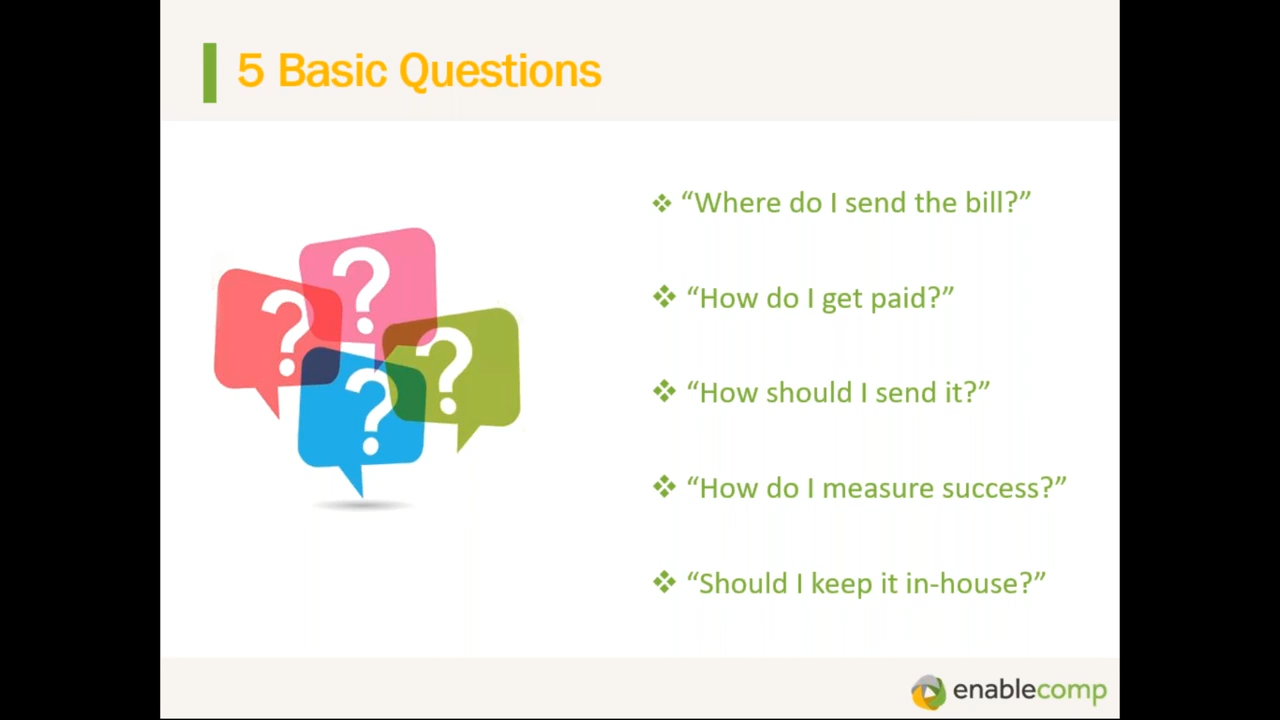 5 Basic Questions
❖ “Where do I send the bill?”
❖ “How do I get paid?”
❖ “How should I send it?”
❖ “How do I measure success?”
❖ “Should I keep it in-house?”
? ? ? ?
enablecomp